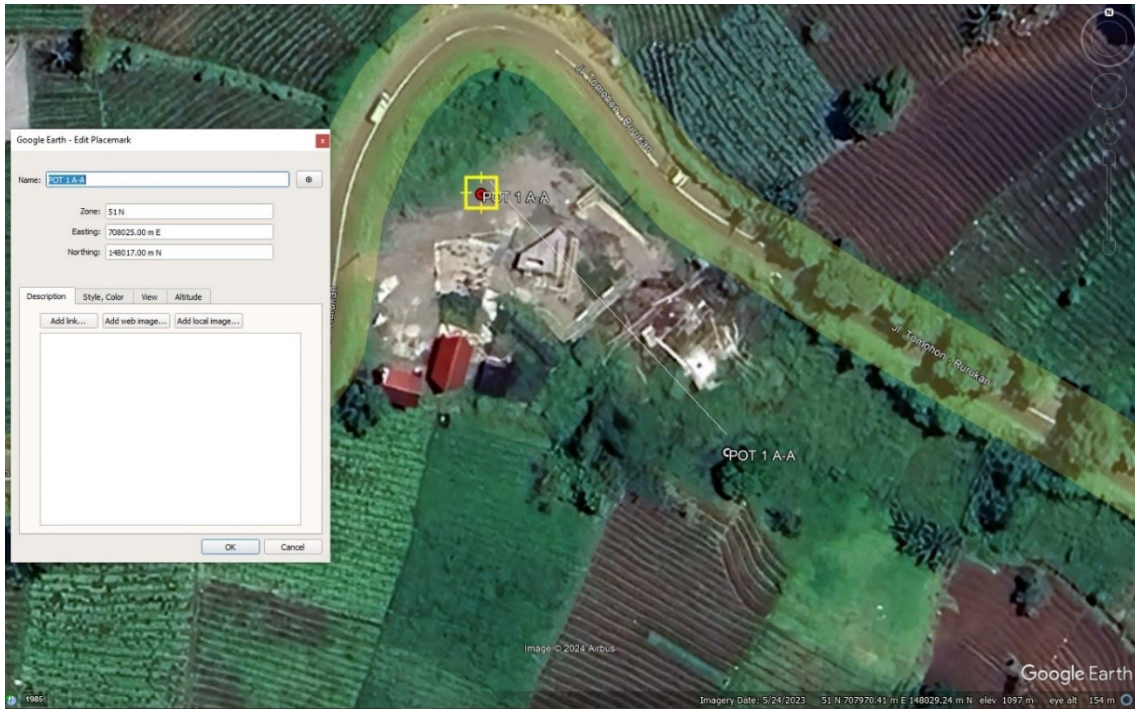 Google Earth - Edit Placemark
x
Name: POT 1 A-A
Zone: 51 N
Easting: 708025.00 m E
Northing: 148017.00 m N
Description Style, Color View Altitude
Add link... Add web image... Add local image...
OK Cancel
Jl. Tomohon - Rurukan
POT 1 A-A
Jl. Tomohon - Rurukan
POT 1 A-A
N
Image © 2024 Airbus
Google Earth
1985
Imagery Date: 5/24/2023 51 N 707970.41 m E 148029.24 m N elev 1097 m eye alt 154 m